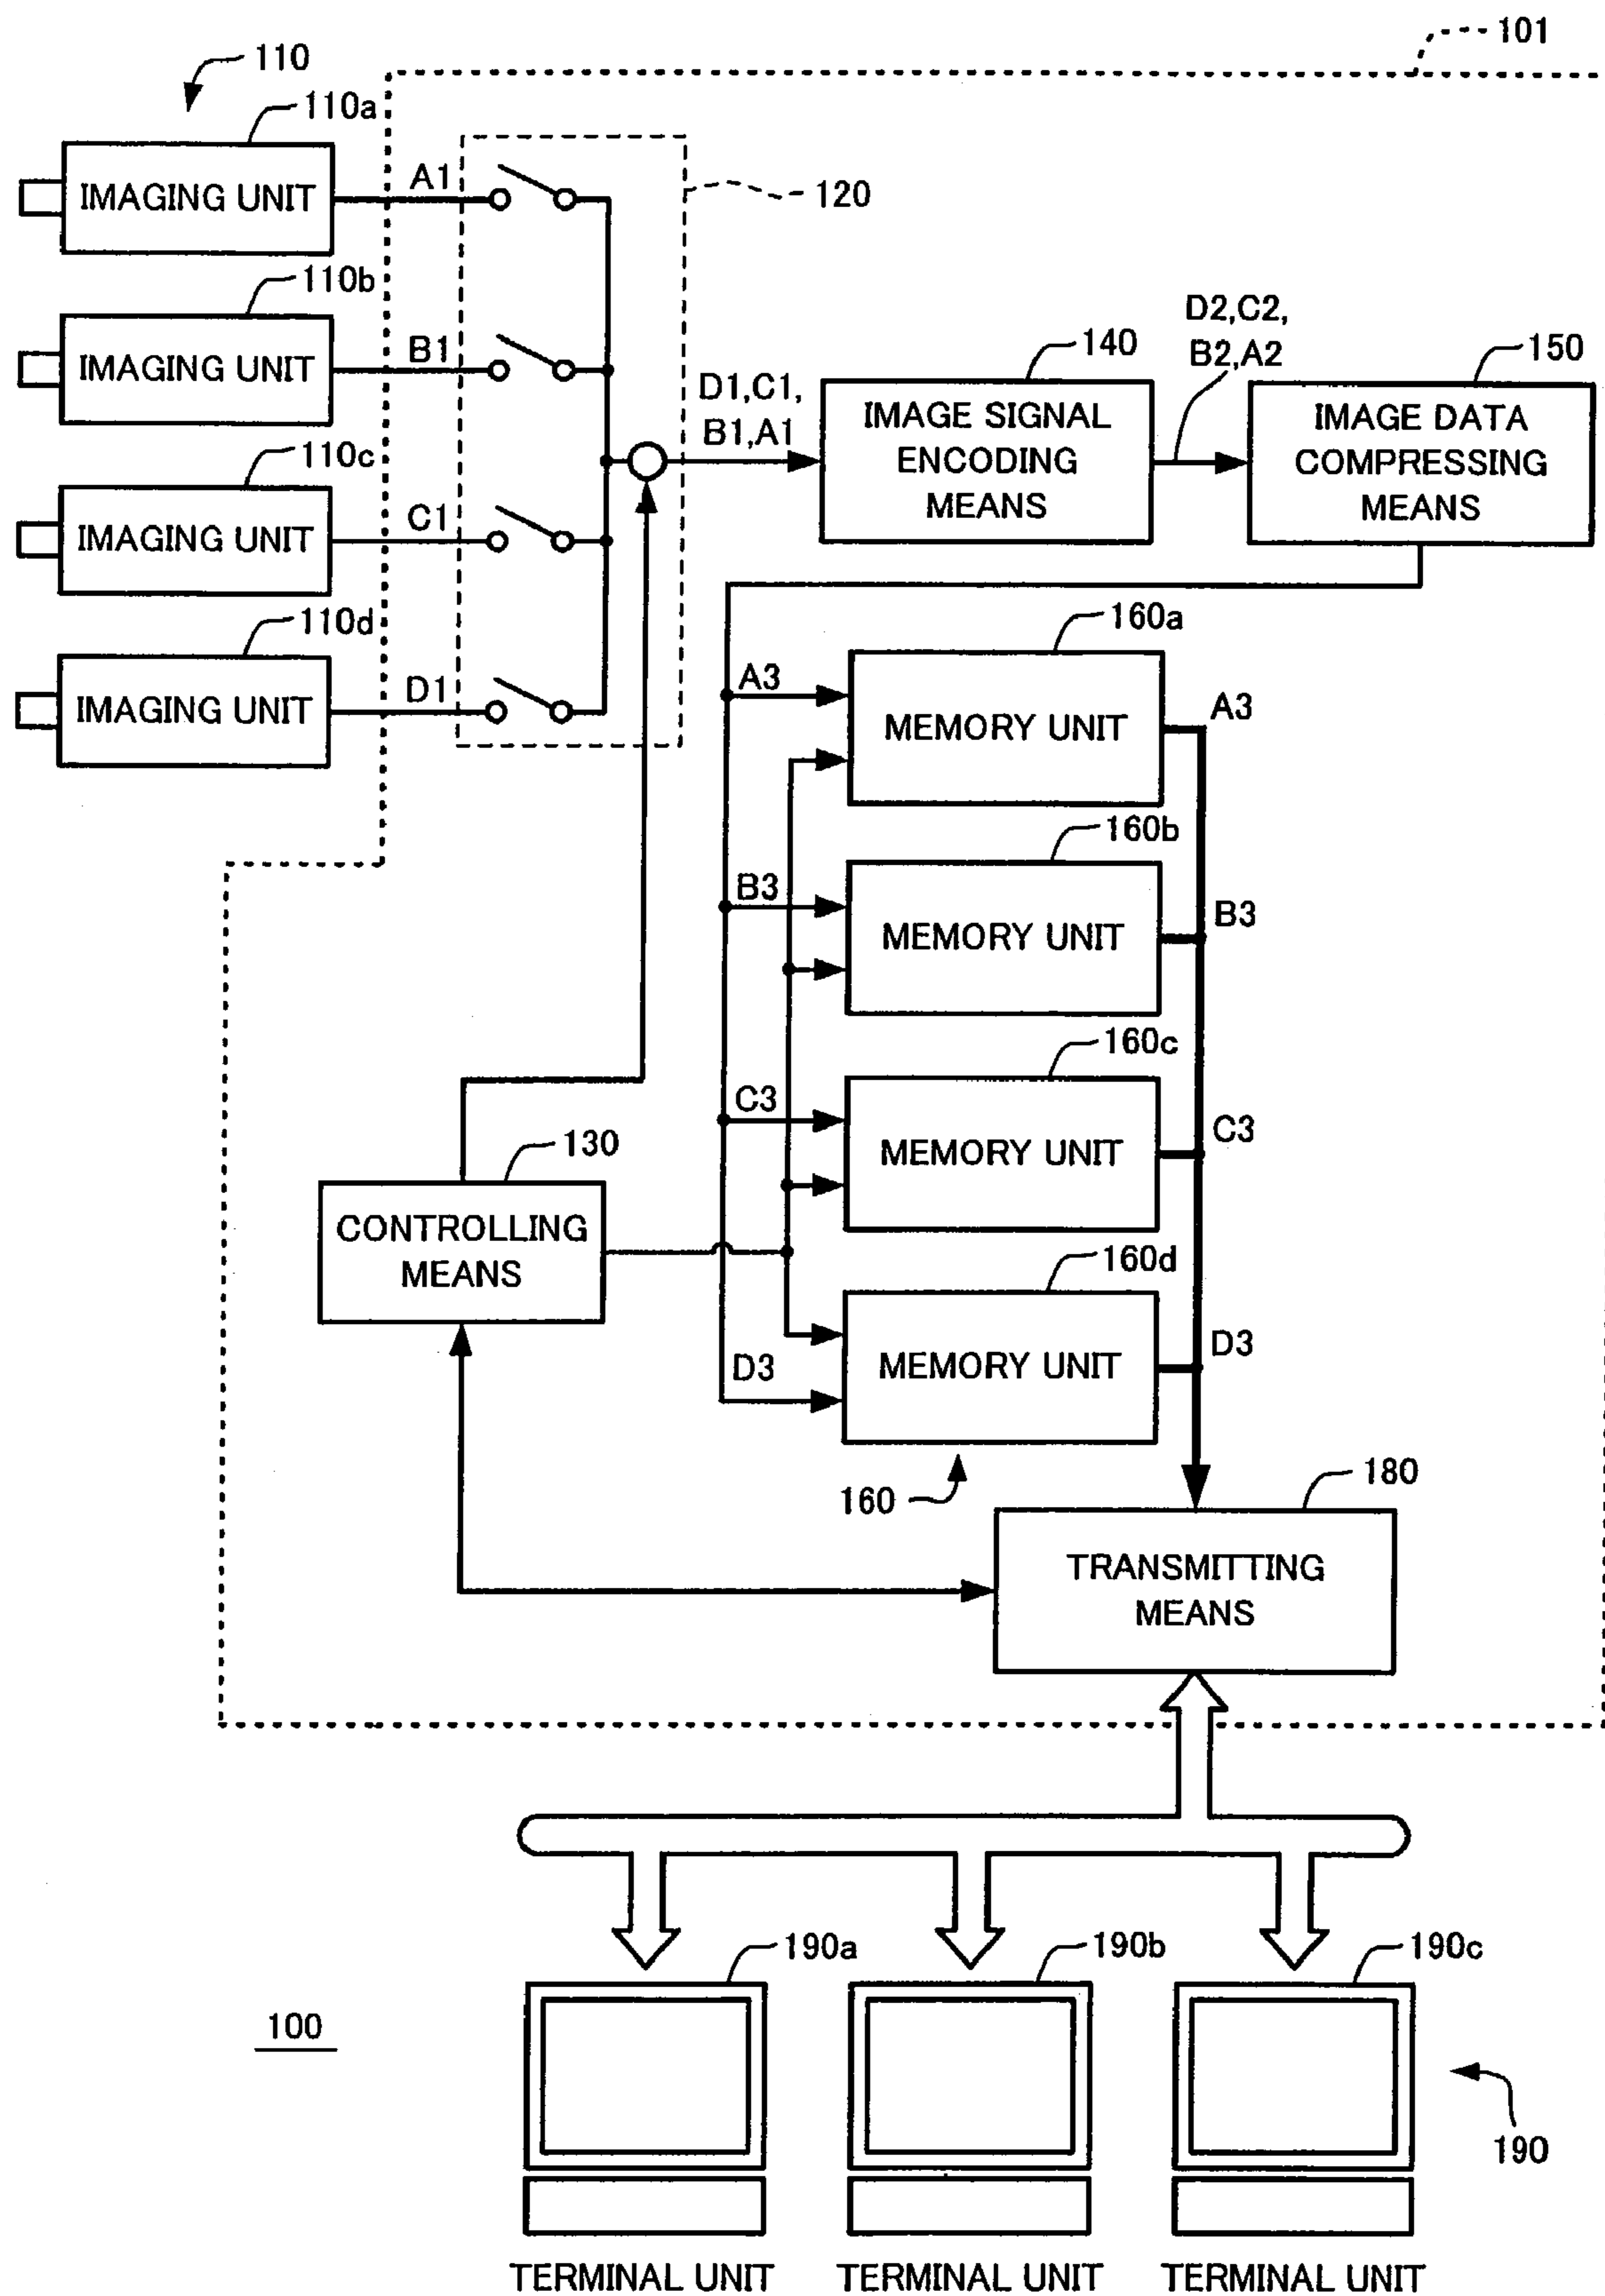 101
110
110a
IMAGING UNIT
A1
120
110b
IMAGING UNIT
B1
110c
IMAGING UNIT
C1
110d
IMAGING UNIT
D1
D1,C1,
B1,A1
140
IMAGE SIGNAL
ENCODING
MEANS
D2,C2,
B2,A2
150
IMAGE DATA
COMPRESSING
MEANS
160a
A3
MEMORY UNIT
A3
160b
B3
MEMORY UNIT
B3
160c
C3
MEMORY UNIT
C3
130
CONTROLLING
MEANS
160d
D3
MEMORY UNIT
D3
160
180
TRANSMITTING
MEANS
190a
190b
190c
100
190
TERMINAL UNIT
TERMINAL UNIT
TERMINAL UNIT